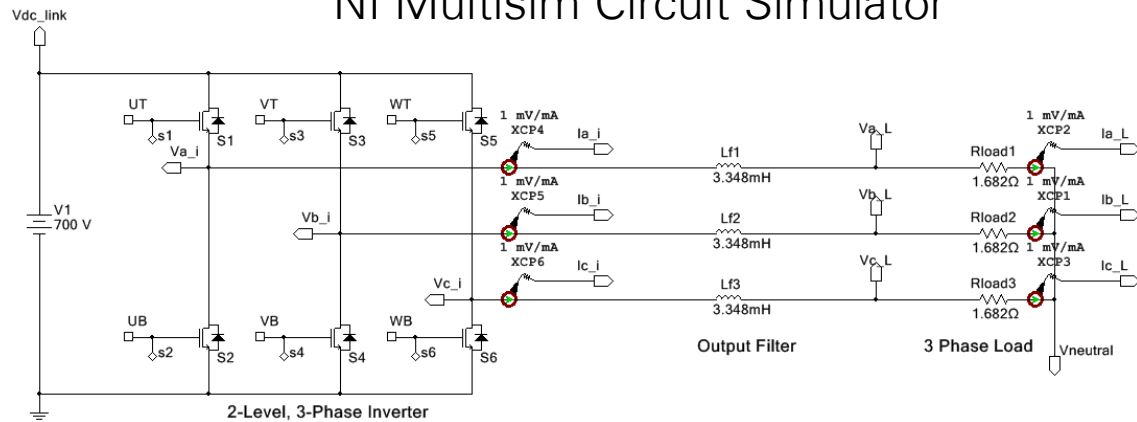 NI Multisim Circuit Simulator
Vdc_link
UT
VT
WT
s1
S1
s3
S3
s5
S5
1 mV/mA
XCP4
Ia_i
Va_i
Lf1
3.348mH
Va_L
Rload1
1.682Ω
1 mV/mA
XCP2
Ia_L
V1
700 V
Vb_i
1 mV/mA
XCP5
Ib_i
Lf2
3.348mH
Vb_L
Rload2
1.682Ω
1 mV/mA
XCP1
Ib_L
Vc_i
1 mV/mA
XCP6
Ic_i
Lf3
3.348mH
Vc_L
Rload3
1.682Ω
1 mV/mA
XCP3
Ic_L
UB
VB
WB
s2
S2
s4
S4
s6
S6
Output Filter
3 Phase Load
Vneutral
2-Level, 3-Phase Inverter